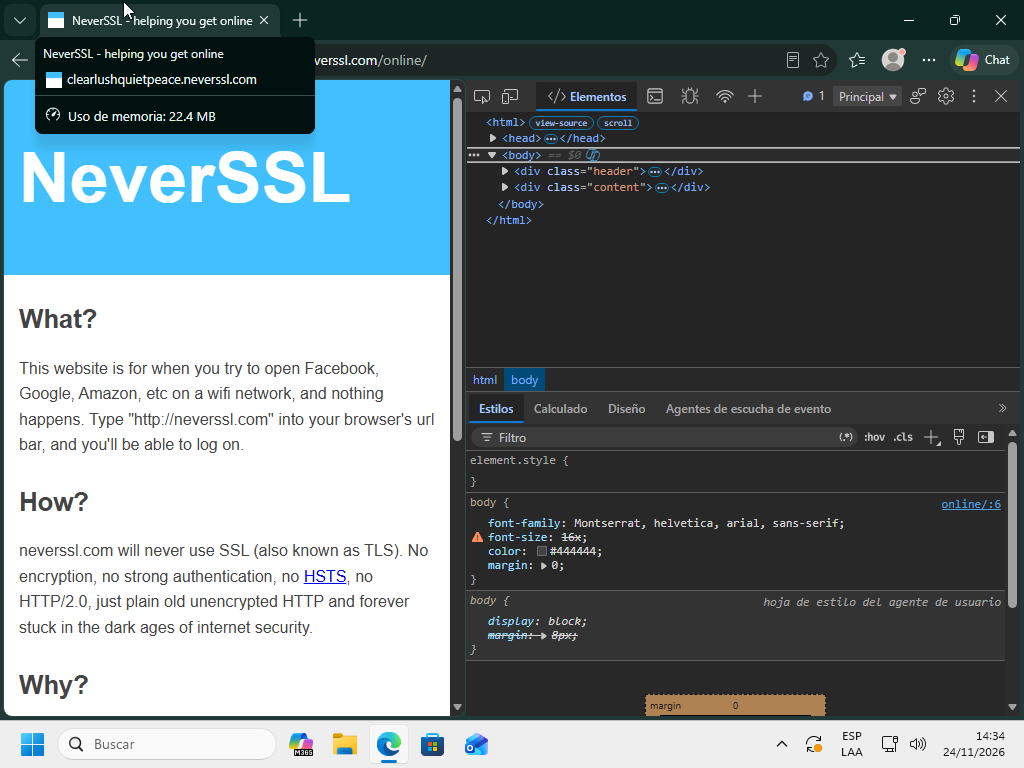 NeverSSL - helping you get online
NeverSSL - helping you get online
clearlushquietpeace.neverssl.com
Uso de memoria: 22.4 MB
verssl.com/online/
Chat
NeverSSL
What?
This website is for when you try to open Facebook,
Google, Amazon, etc on a wifi network, and nothing
happens. Type "http://neverssl.com" into your browser's url
bar, and you'll be able to log on.
How?
neverssl.com will never use SSL (also known as TLS). No
encryption, no strong authentication, no HSTS, no
HTTP/2.0, just plain old unencrypted HTTP and forever
stuck in the dark ages of internet security.
Why?
Elementos
1
Principal
<html> view-source scroll
<head> ••• </head>
••• <body> == $0
<div class="header"> ••• </div>
<div class="content"> ••• </div>
</body>
</html>
html body
Estilos Calculado Diseño Agentes de escucha de evento
Filtro (.*) :hov .cls
element.style {
}
body { online/:6
font-family: Montserrat, helvetica, arial, sans-serif;
font-size: 16x;
color: #444444;
margin: 0;
}
body { hoja de estilo del agente de usuario
display: block;
margin: 8px;
}
margin 0
Buscar
M365
ESP
LAA
14:34
24/11/2026